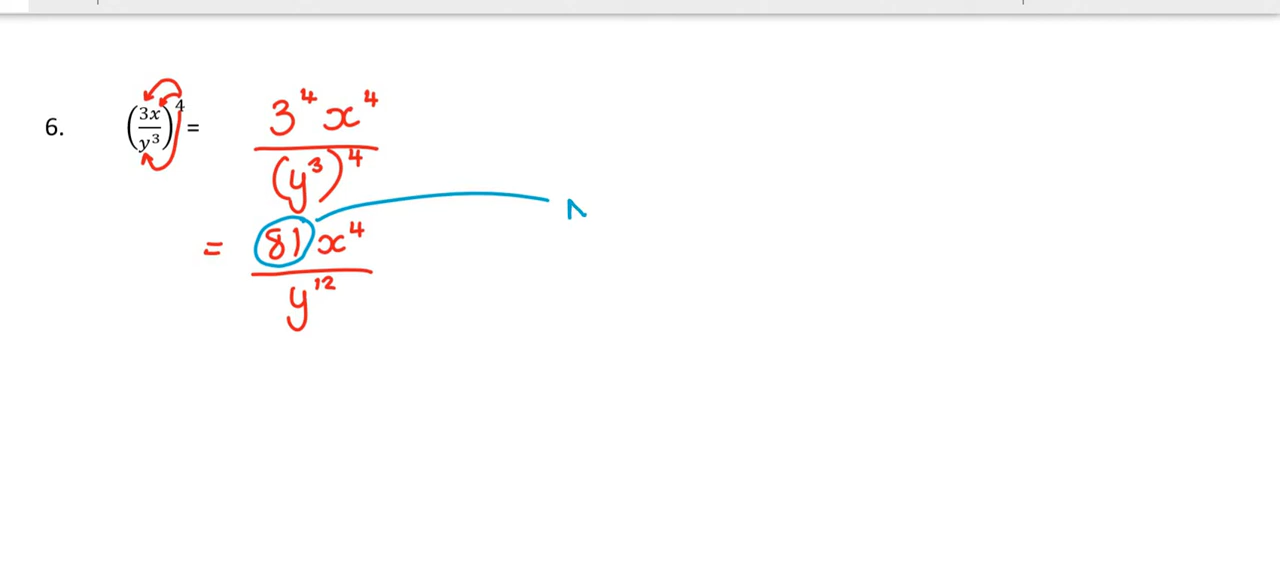 6. (3x/y³)⁴ = 3⁴x⁴/(y³)⁴
= 81x⁴/y¹²